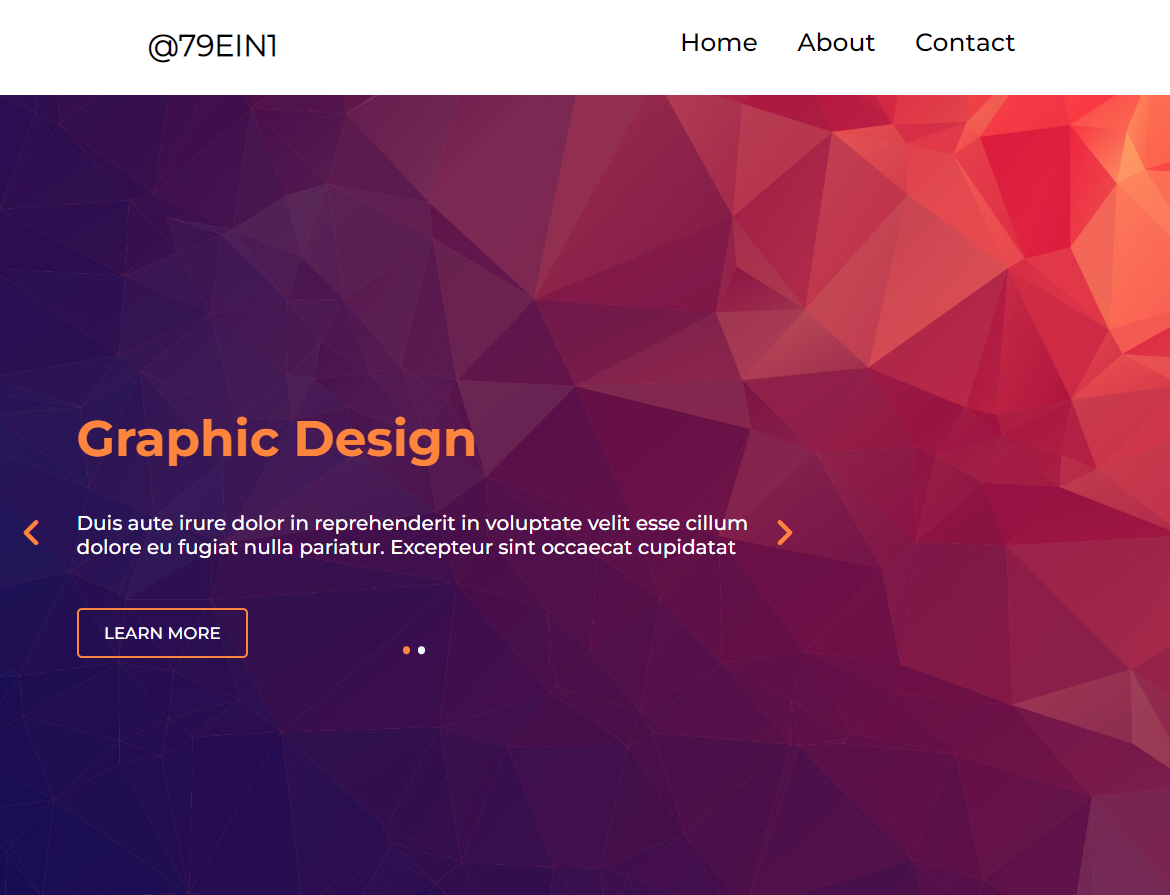 @79EIN1
Home About Contact
Graphic Design
Duis aute irure dolor in reprehenderit in voluptate velit esse cillum
dolore eu fugiat nulla pariatur. Excepteur sint occaecat cupidatat
LEARN MORE